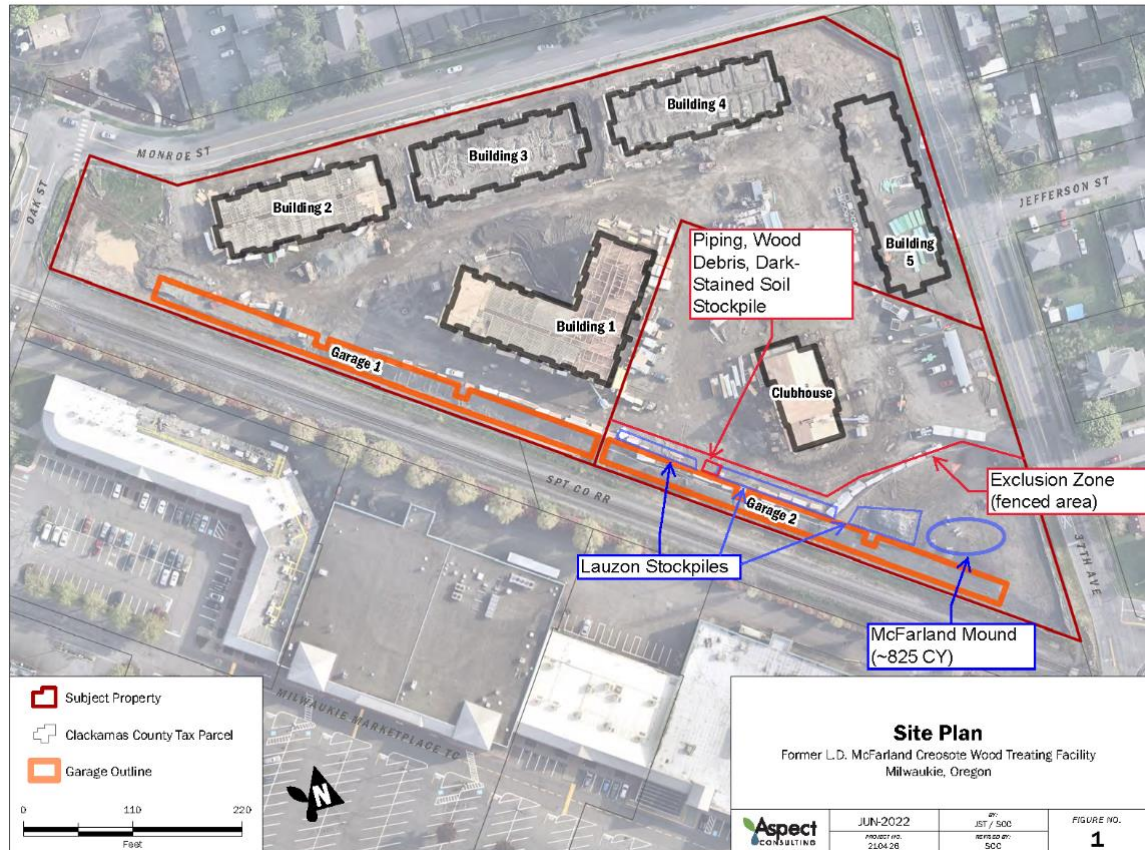 MONROE ST
OAK ST
Building 4
Building 3
Building 2
JEFFERSON ST
Building
5
Piping, Wood
Debris, Dark-
Stained Soil
Stockpile
Building 1
Garage 1
Clubhouse
SPT CO RR
Garage 2
Exclusion Zone
(fenced area)
Lauzon Stockpiles
37TH AVE
McFarland Mound
(~825 CY)
MILWAUKIE MARKETPLACE TC
Subject Property
Clackamas County Tax Parcel
Garage Outline
N
0 110 220
Feet
Site Plan
Former L.D. McFarland Creosote Wood Treating Facility
Milwaukie, Oregon
Aspect
CONSULTING
JUN-2022
PROJECT NO.
210426
BY:
JST / SCC
REVISED BY:
SCC
FIGURE NO.
1